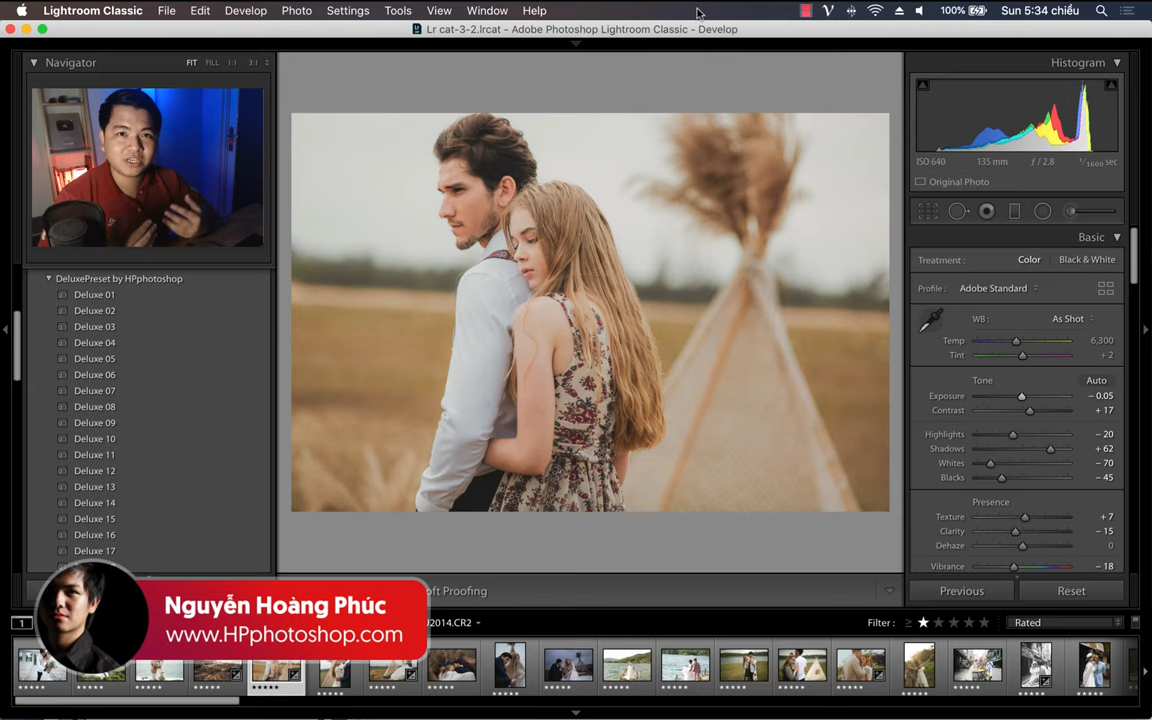 Lightroom Classic File Edit Develop Photo Settings Tools View Window Help 100% Sun 5:34 chiều
Lr cat-3-2.lrcat - Adobe Photoshop Lightroom Classic - Develop
Navigator FIT FILL 1:1 3:1
DeluxePreset by HPphotoshop
Deluxe 01
Deluxe 02
Deluxe 03
Deluxe 04
Deluxe 05
Deluxe 06
Deluxe 07
Deluxe 08
Deluxe 09
Deluxe 10
Deluxe 11
Deluxe 12
Deluxe 13
Deluxe 14
Deluxe 15
Deluxe 16
Deluxe 17
Histogram
ISO 640 135 mm ƒ / 2.8 1/1600 sec
Original Photo
Basic
Treatment : Color Black & White
Profile : Adobe Standard
WB : As Shot
Temp 6,300
Tint + 2
Tone Auto
Exposure – 0.05
Contrast + 17
Highlights – 20
Shadows + 62
Whites – 70
Blacks – 45
Presence
Texture + 7
Clarity – 15
Dehaze 0
Vibrance – 18
Previous Reset
Soft Proofing
Nguyễn Hoàng Phúc
www.HPphotoshop.com
1 J2014.CR2 Filter : Rated